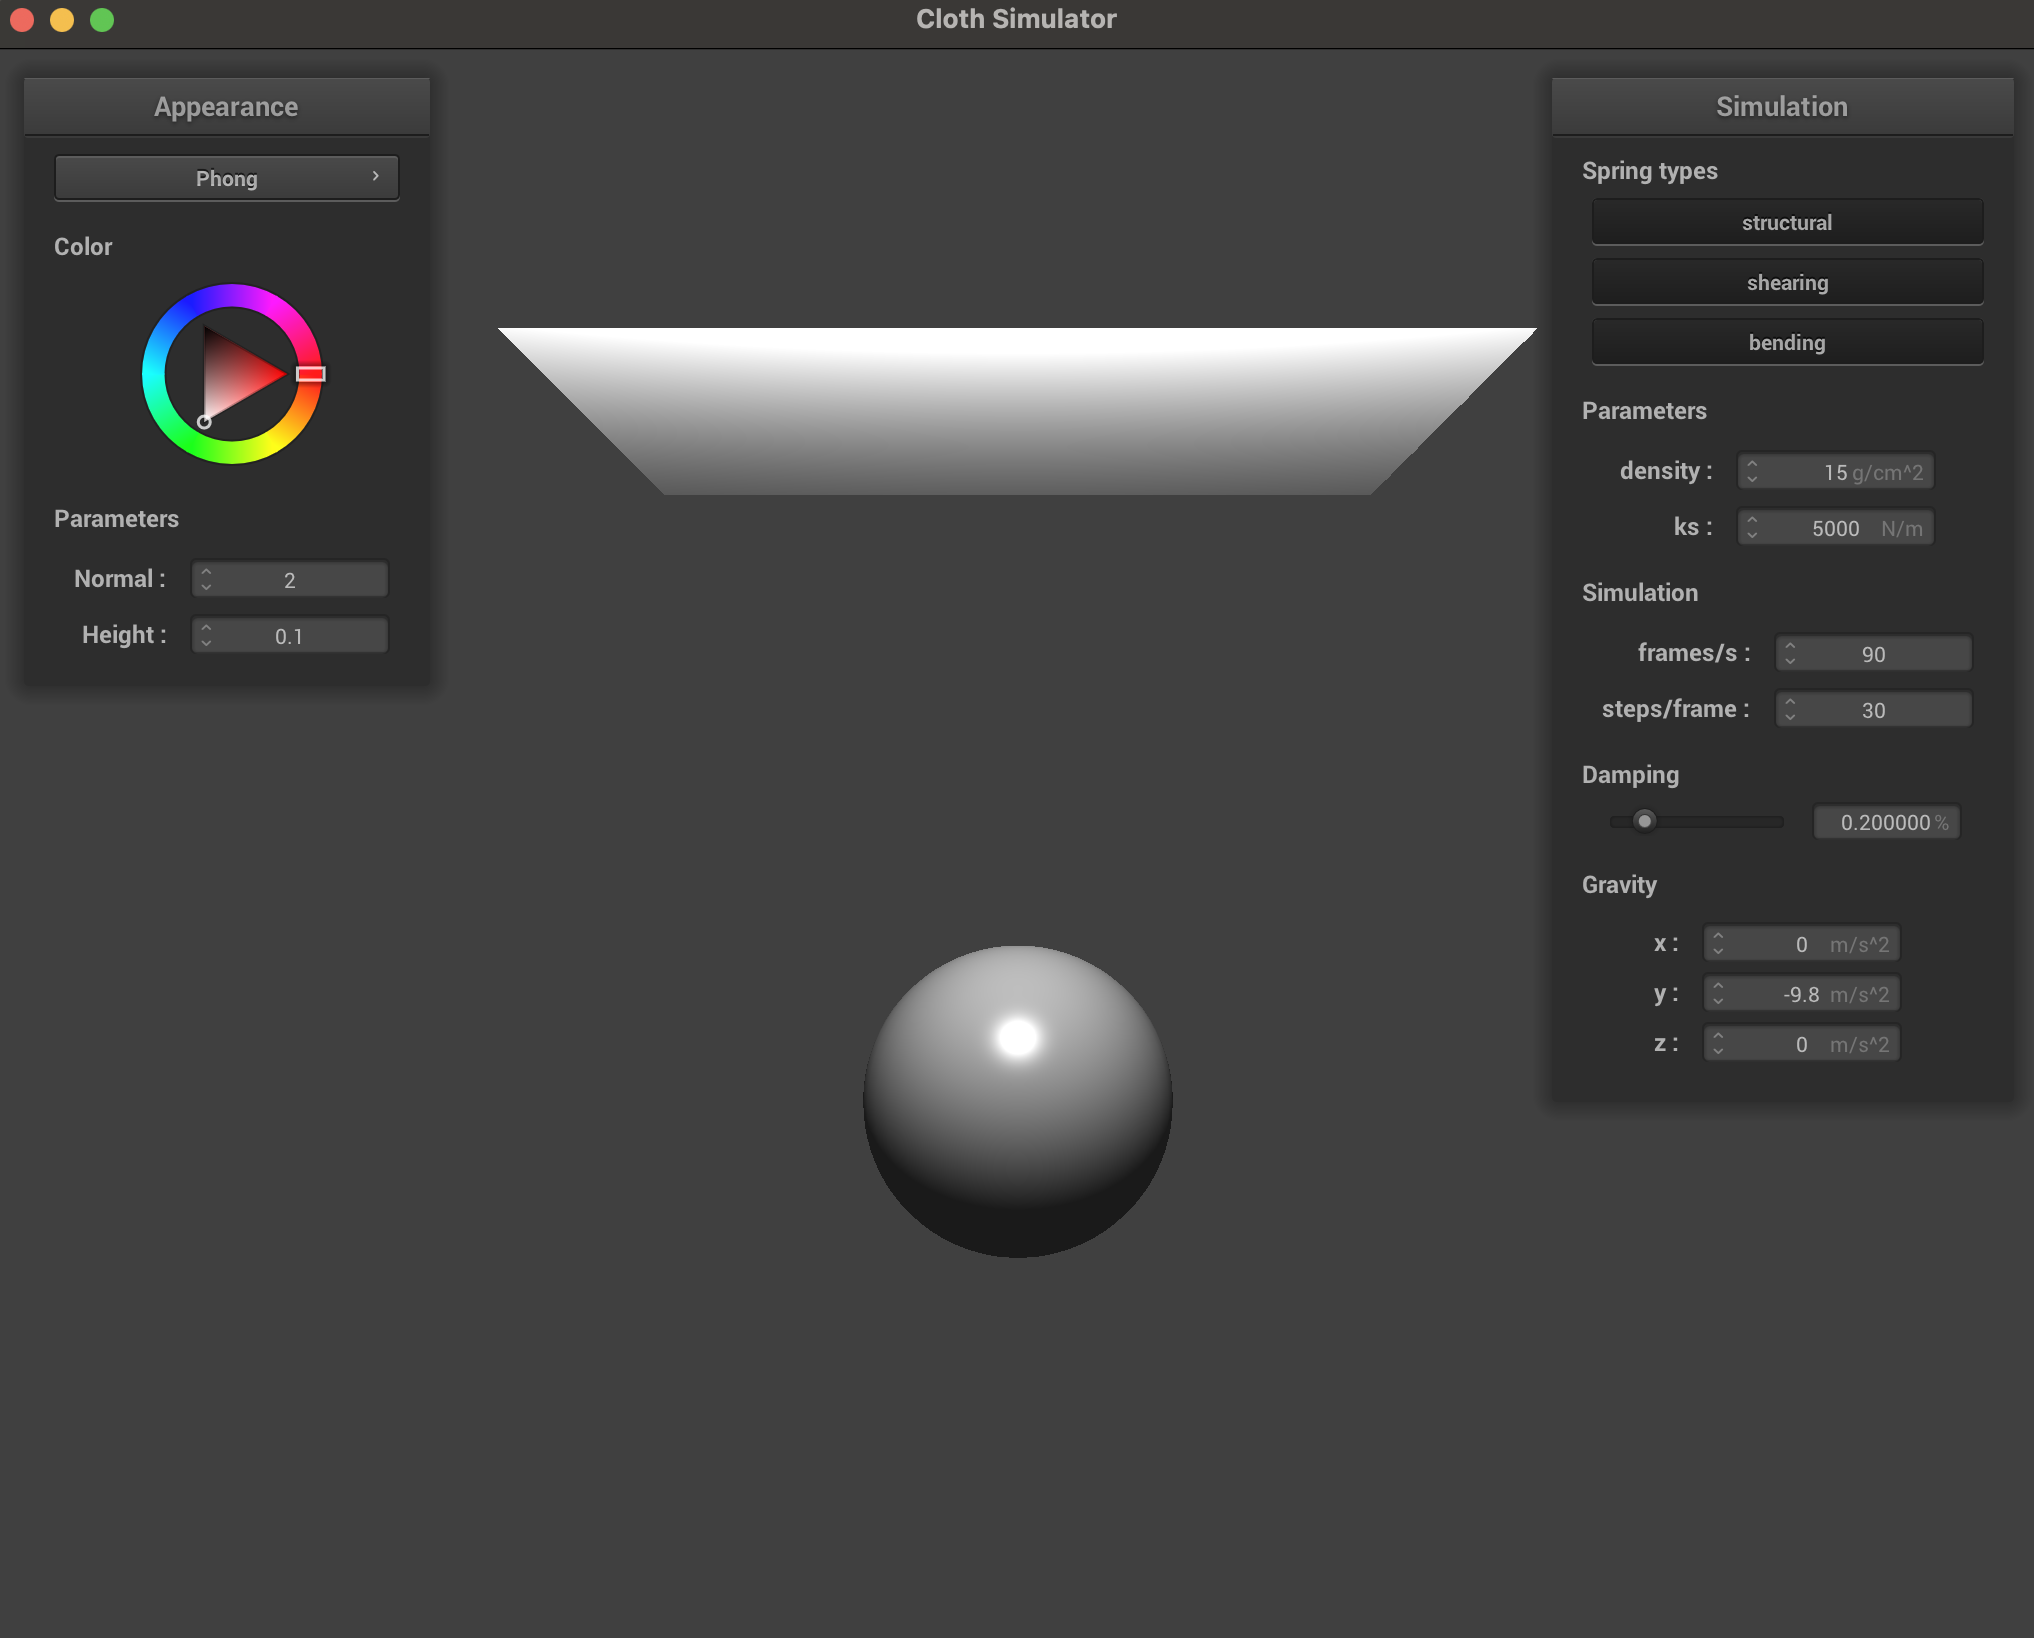 Cloth Simulator
Appearance
Phong
Color
Parameters
Normal : 2
Height : 0.1
Simulation
Spring types
structural
shearing
bending
Parameters
density : 15 g/cm^2
ks : 5000 N/m
Simulation
frames/s : 90
steps/frame : 30
Damping
0.200000 %
Gravity
x : 0 m/s^2
y : -9.8 m/s^2
z : 0 m/s^2